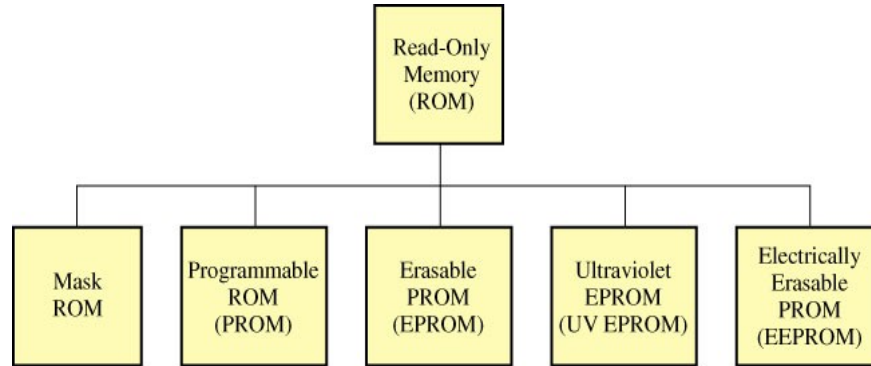 Read-Only
Memory
(ROM)
Mask
ROM
Programmable
ROM
(PROM)
Erasable
PROM
(EPROM)
Ultraviolet
EPROM
(UV EPROM)
Electrically
Erasable
PROM
(EEPROM)